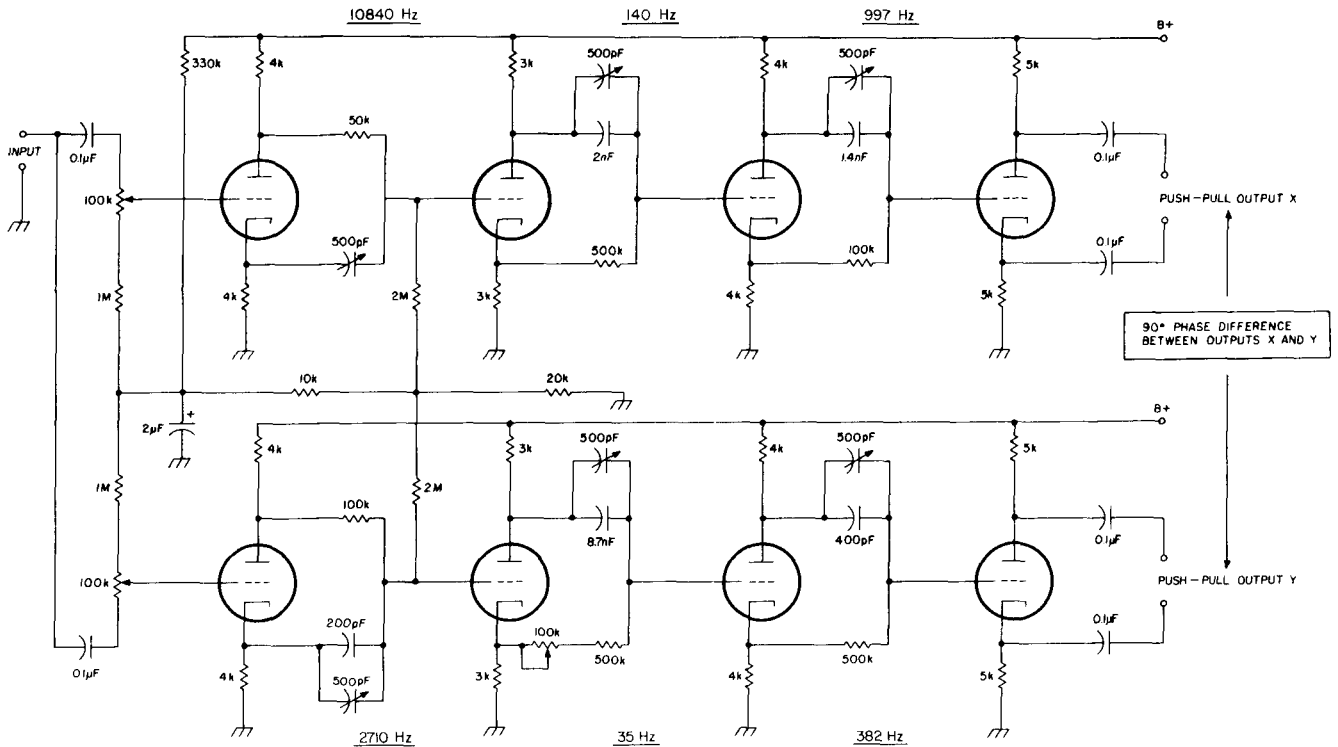 10840 Hz 140 Hz 997 Hz
B+
330k 4k 3k 500pF 4k 500pF 5k
50k
INPUT 0.1µF 2nF 1.4nF 0.1µF
100k PUSH-PULL OUTPUT X
500pF 500k 100k 0.1µF
1M 4k 2M 3k 4k 5k
90° PHASE DIFFERENCE
BETWEEN OUTPUTS X AND Y
10k 20k
B+
2µF + 4k 3k 500pF 4k 500pF 5k
1M 100k 2M 8.7nF 400pF 0.1µF
100k PUSH-PULL OUTPUT Y
200pF 100k 500k 500k 0.1µF
0.1µF 4k 500pF 3k 4k 5k
2710 Hz 35 Hz 382 Hz